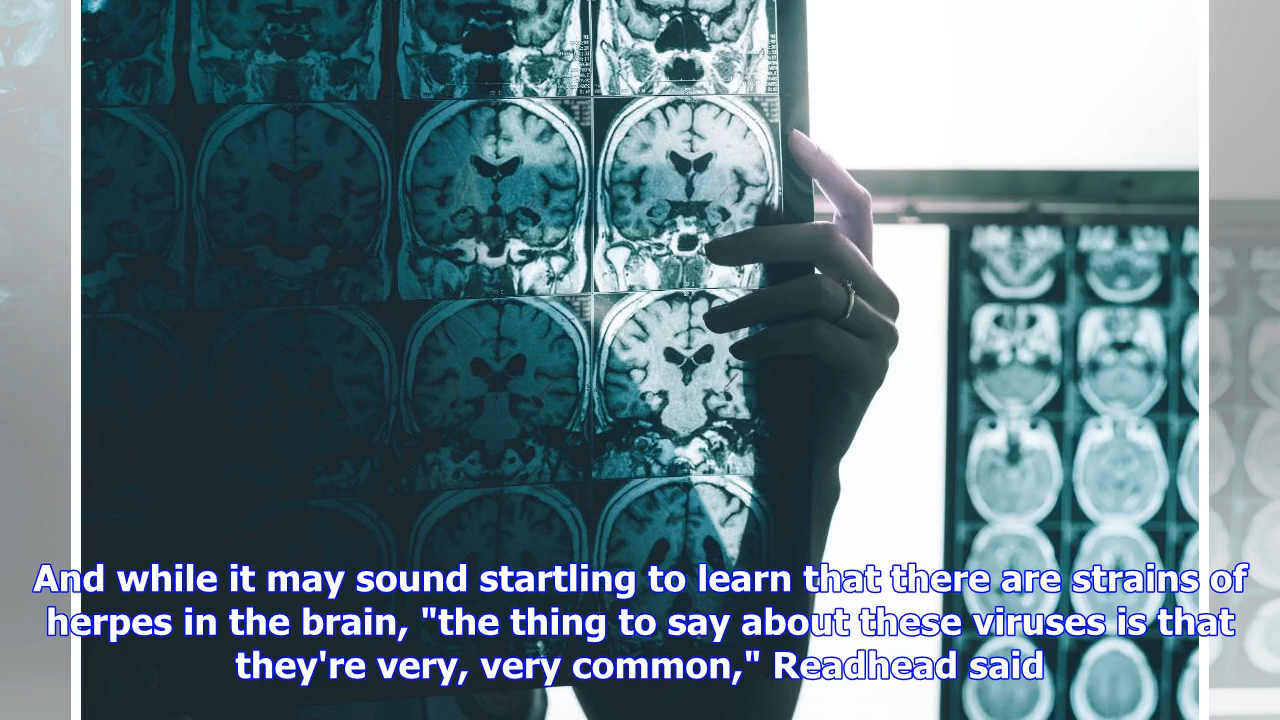 And while it may sound startling to learn that there are strains of
herpes in the brain, "the thing to say about these viruses is that
they're very, very common," Readhead said